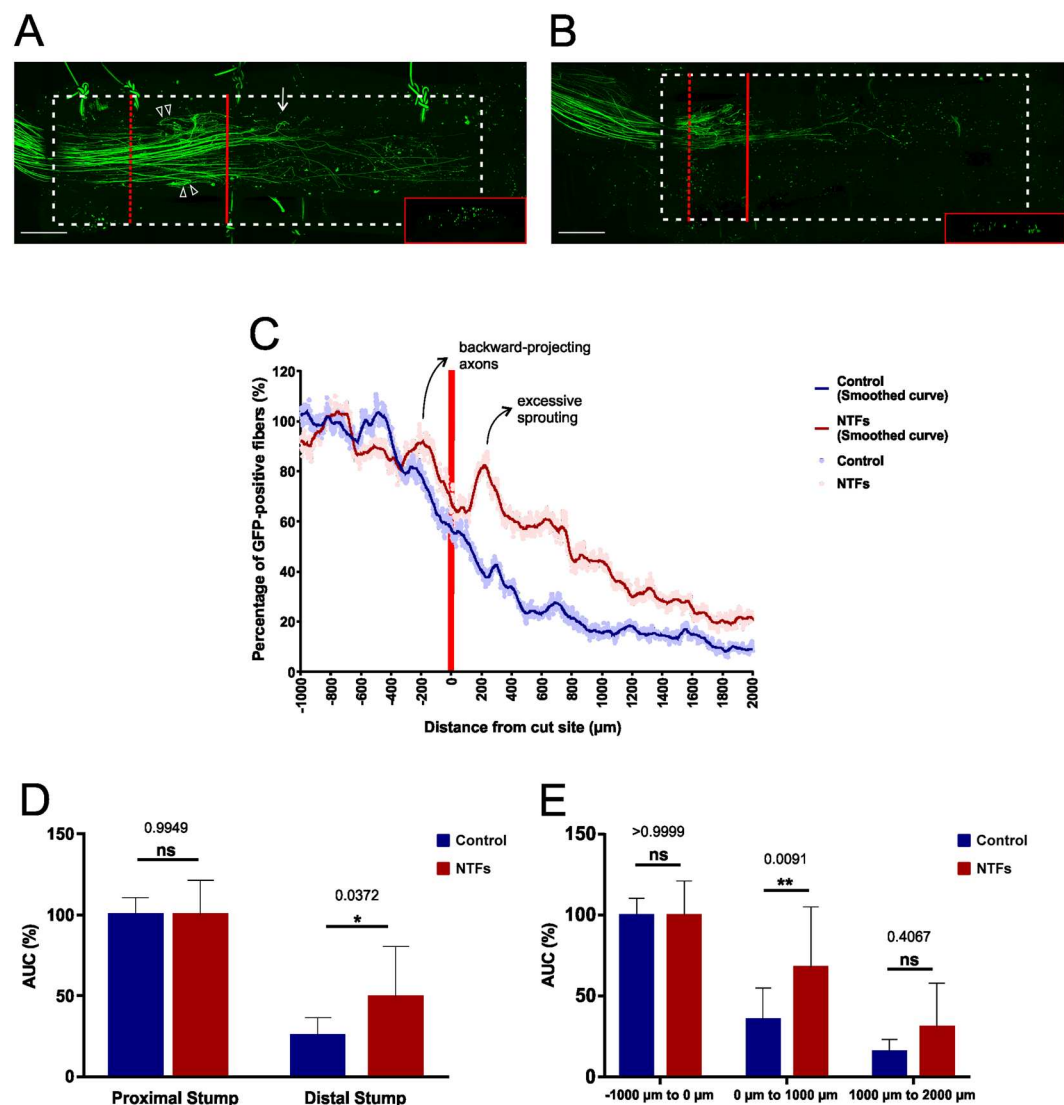 A
B
C
backward-projecting
axons
excessive
sprouting
120
100
80
60
40
20
0
Percentage of GFP-positive fibers (%)
-1000
-800
-600
-400
-200
0
200
400
600
800
1000
1200
1400
1600
1800
2000
Distance from cut site (µm)
Control
(Smoothed curve)
NTFs
(Smoothed curve)
Control
NTFs
D
150
100
50
0
AUC (%)
0.9949
ns
0.0372
*
Control
NTFs
Proximal Stump
Distal Stump
E
150
100
50
0
AUC (%)
>0.9999
ns
0.0091
**
0.4067
ns
Control
NTFs
-1000 µm to 0 µm
0 µm to 1000 µm
1000 µm to 2000 µm